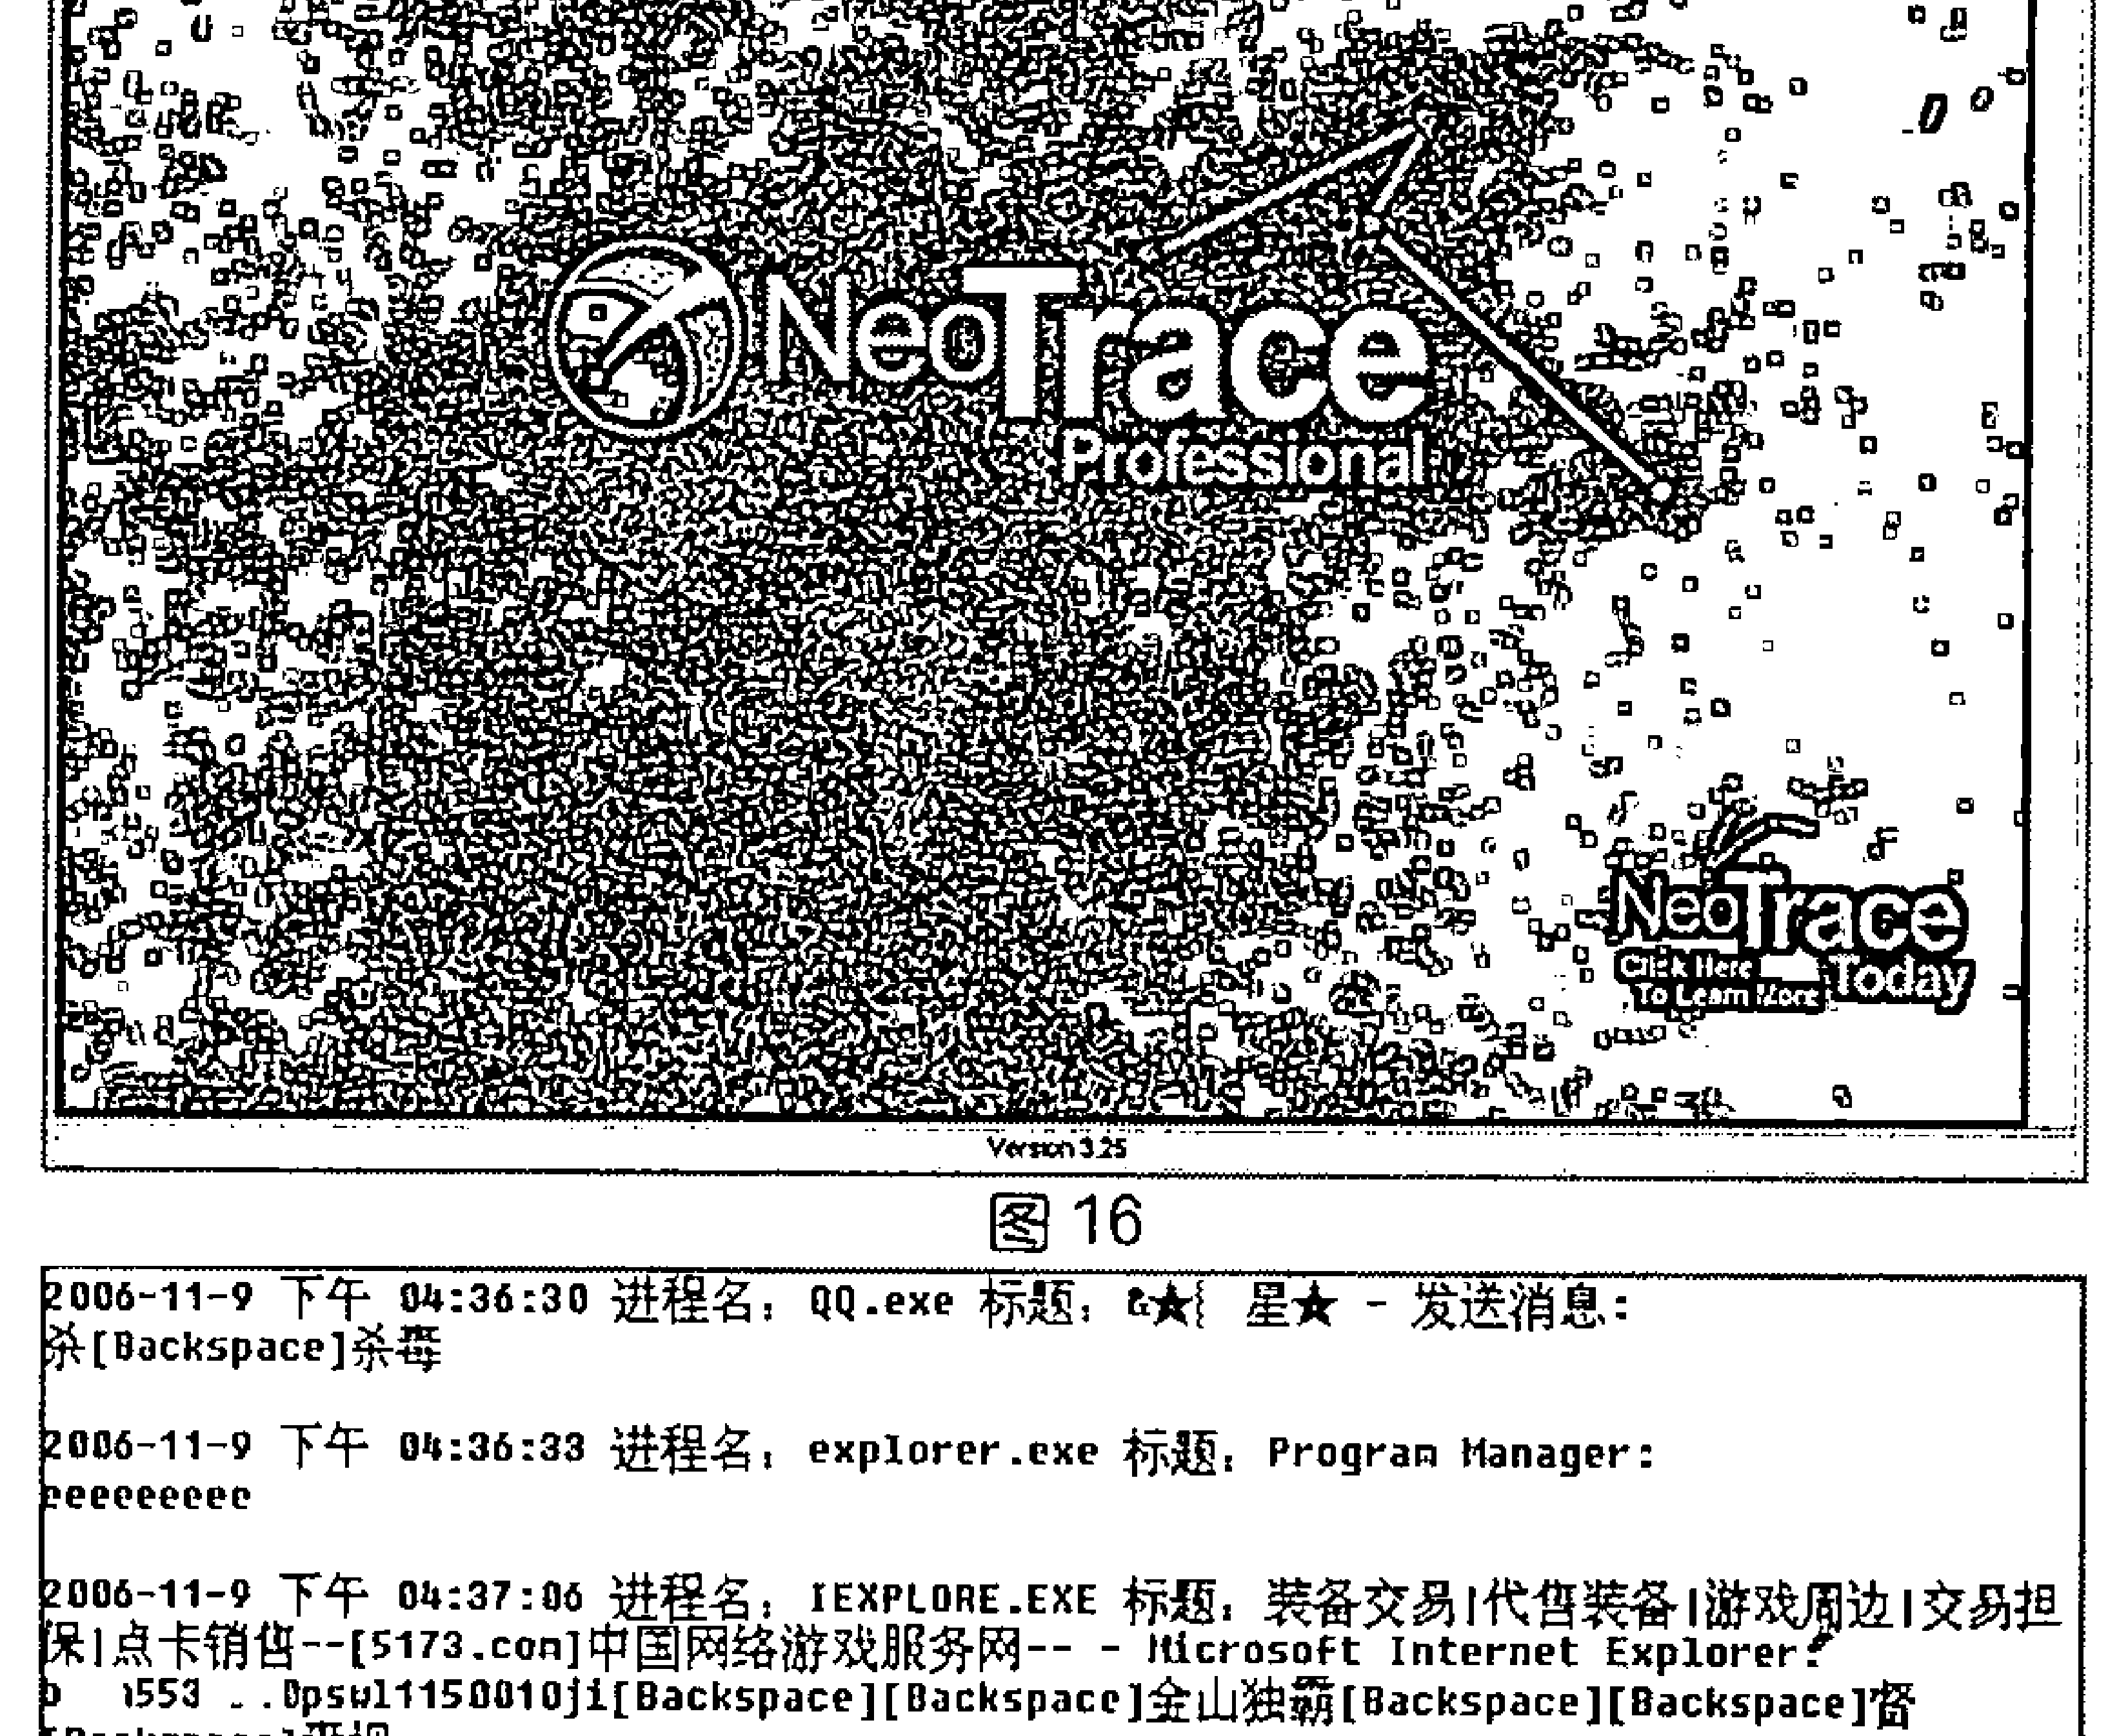 NeoTrace
Professional
NeoTrace
Click Here
Today
To Learn More
Version 3.25
图 16
2006-11-9 下午 04:36:30 进程名：QQ.exe 标题：&★{ 星★ - 发送消息:
杀[Backspace]杀毒
2006-11-9 下午 04:36:33 进程名：explorer.exe 标题：Program Manager:
eeeeeeeee
2006-11-9 下午 04:37:06 进程名：IEXPLORE.EXE 标题：装备交易|代售装备|游戏周边|交易担
保|点卡销售--[5173.com]中国网络游戏服务网-- - Microsoft Internet Explorer:
[Backspace][Backspace]金山独霸[Backspace][Backspace]